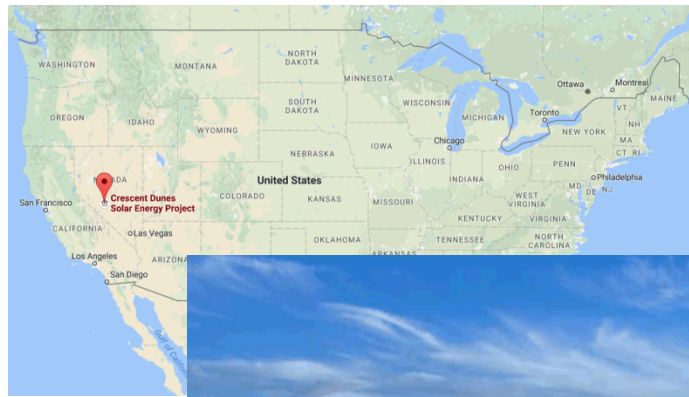 WASHINGTON
MONTANA
NORTH
DAKOTA
MINNESOTA
Ottawa
Montreal
MAINE
OREGON
IDAHO
SOUTH
DAKOTA
WISCONSIN
MICHIGAN
Toronto
VT
NH
WYOMING
NEW YORK
MA
CT RI
Chicago
IOWA
NEBRASKA
ILLINOIS
INDIANA
OHIO
PENN
Philadelphia
MD
DE
NJ
United States
Crescent Dunes
Solar Energy Project
San Francisco
COLORADO
KANSAS
MISSOURI
WEST
VIRGINIA
KENTUCKY
VIRGINIA
CALIFORNIA
Las Vegas
OKLAHOMA
TENNESSEE
NORTH
CAROLINA
Los Angeles
ARIZONA
San Diego